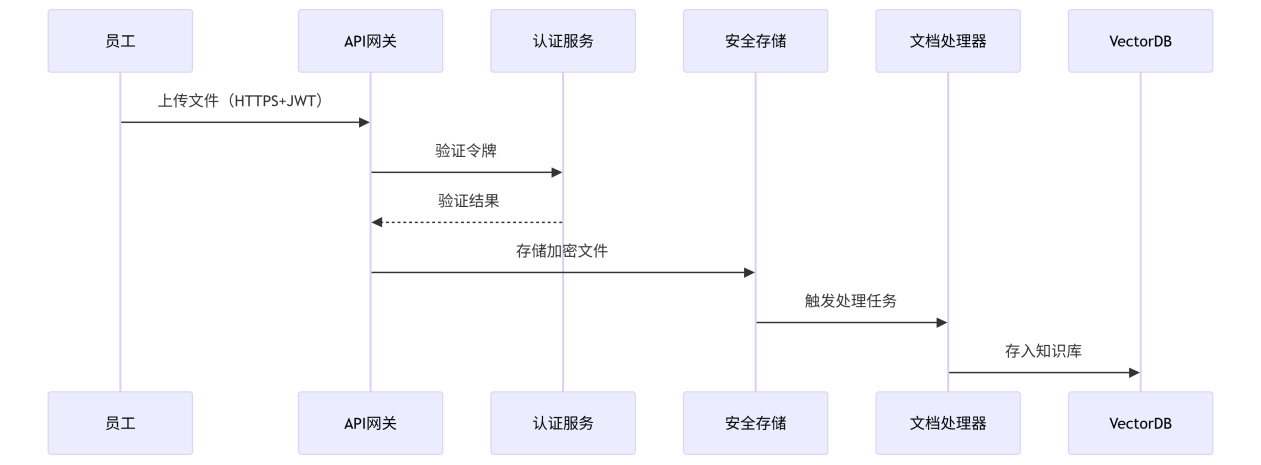 员工
API网关
认证服务
安全存储
文档处理器
VectorDB
上传文件（HTTPS+JWT）
验证令牌
验证结果
存储加密文件
触发处理任务
存入知识库
员工
API网关
认证服务
安全存储
文档处理器
VectorDB